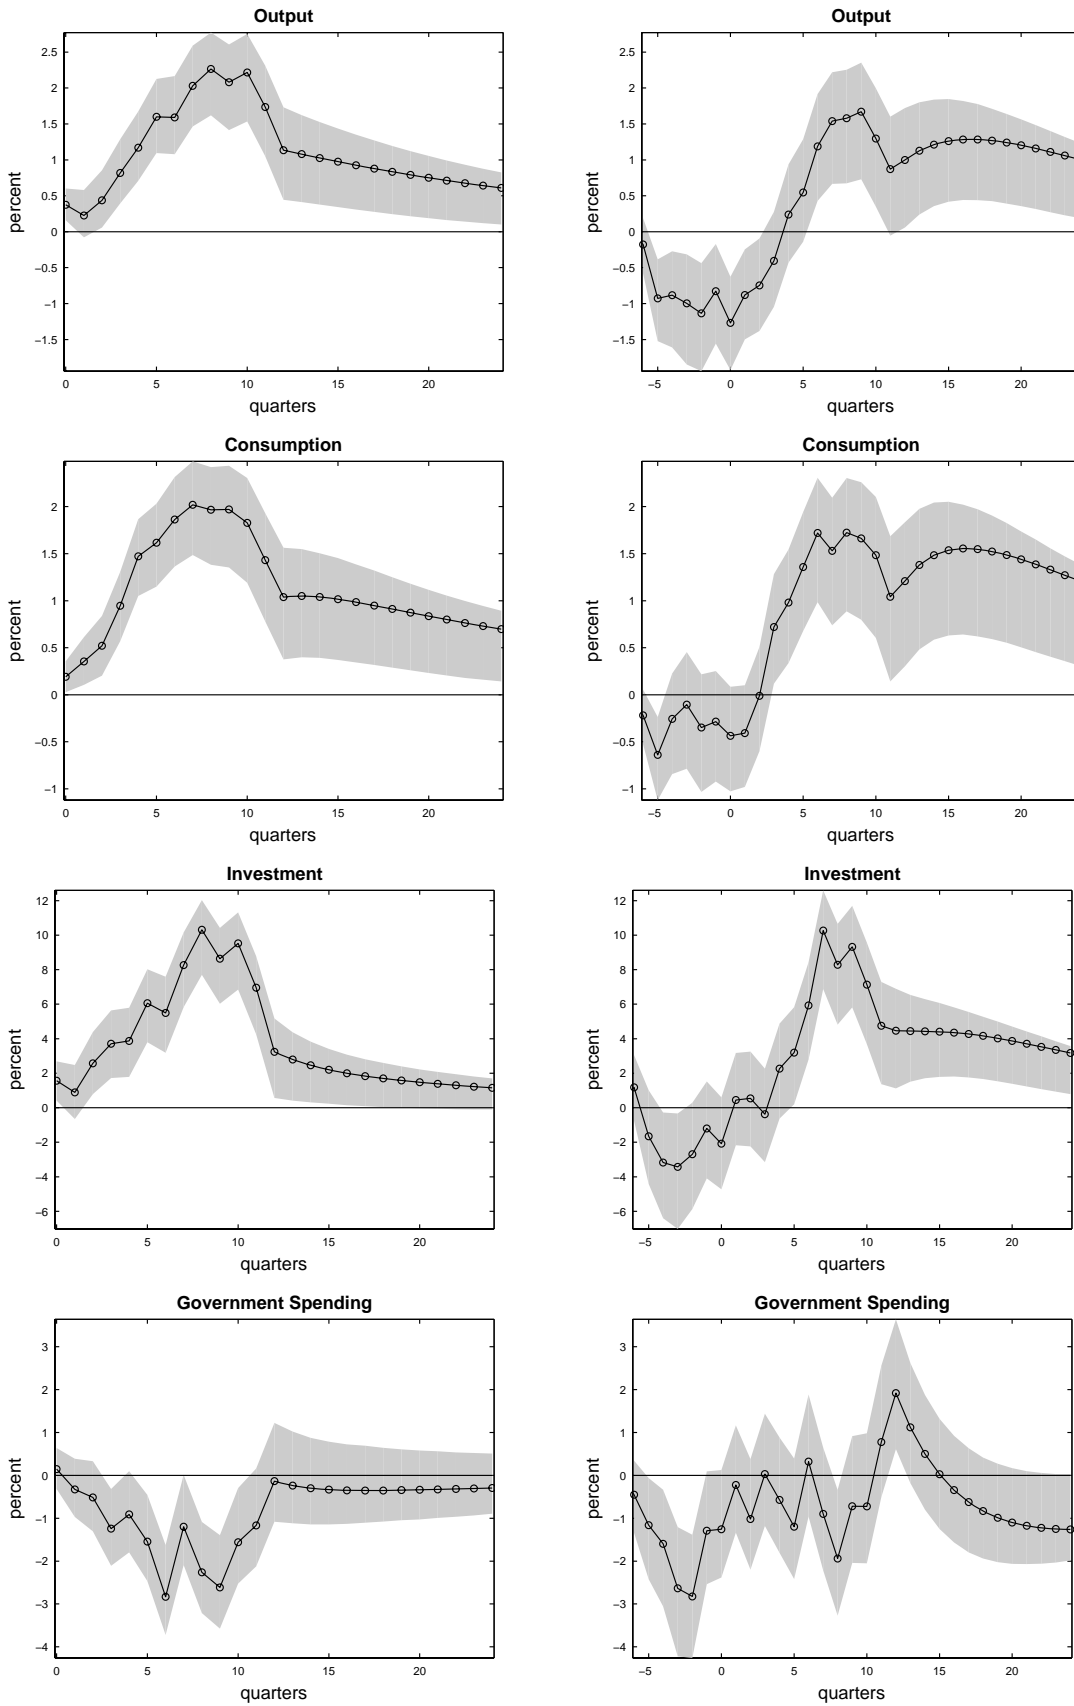 Output
2.5
2
1.5
1
0.5
0
−0.5
−1
−1.5
percent
0 5 10 15 20
quarters
Output
2.5
2
1.5
1
0.5
0
−0.5
−1
−1.5
percent
−5 0 5 10 15 20
quarters
Consumption
2
1.5
1
0.5
0
−0.5
−1
percent
0 5 10 15 20
quarters
Consumption
2
1.5
1
0.5
0
−0.5
−1
percent
−5 0 5 10 15 20
quarters
Investment
12
10
8
6
4
2
0
−2
−4
−6
percent
0 5 10 15 20
quarters
Investment
12
10
8
6
4
2
0
−2
−4
−6
percent
−5 0 5 10 15 20
quarters
Government Spending
3
2
1
0
−1
−2
−3
−4
percent
0 5 10 15 20
quarters
Government Spending
3
2
1
0
−1
−2
−3
−4
percent
−5 0 5 10 15 20
quarters